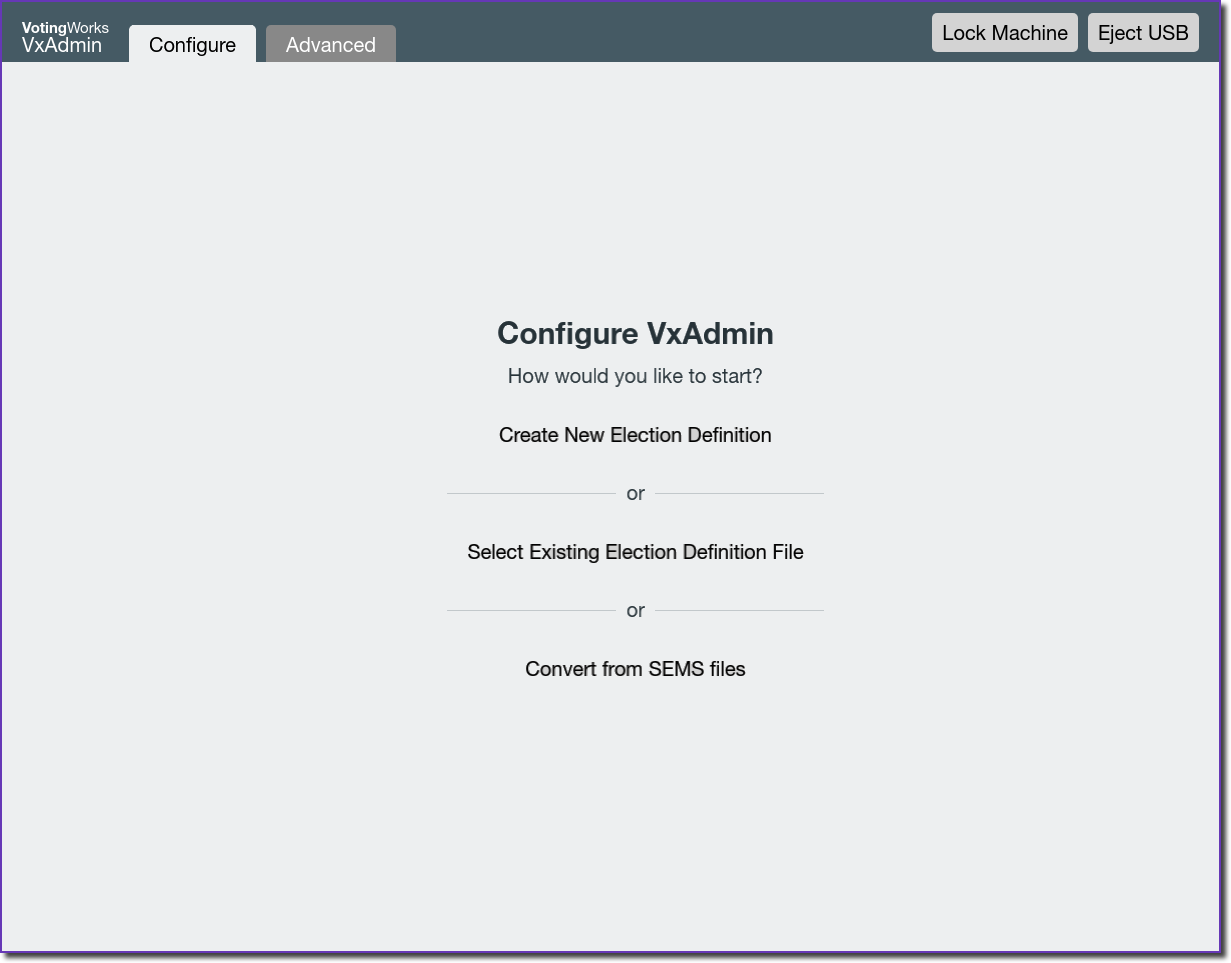 VotingWorks
VxAdmin
Configure
Advanced
Lock Machine
Eject USB
Configure VxAdmin
How would you like to start?
Create New Election Definition
or
Select Existing Election Definition File
or
Convert from SEMS files